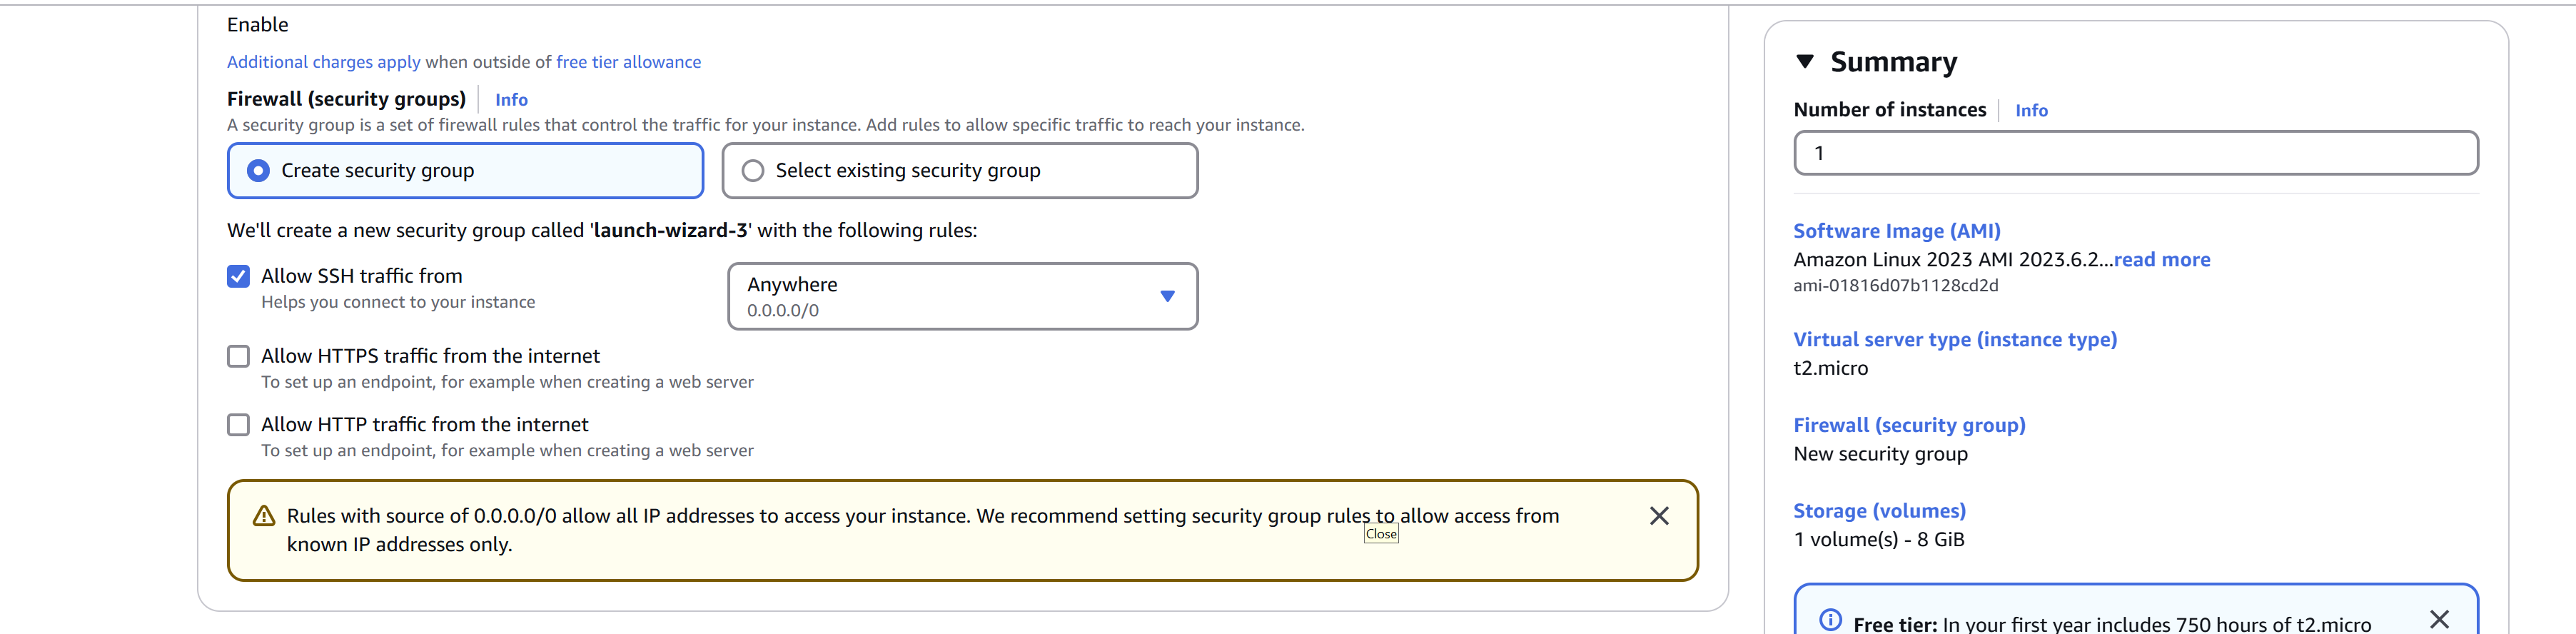 Enable
Additional charges apply when outside of free tier allowance
Firewall (security groups) Info
A security group is a set of firewall rules that control the traffic for your instance. Add rules to allow specific traffic to reach your instance.
Create security group
Select existing security group
We'll create a new security group called 'launch-wizard-3' with the following rules:
Allow SSH traffic from
Helps you connect to your instance
Anywhere
0.0.0.0/0
Allow HTTPS traffic from the internet
To set up an endpoint, for example when creating a web server
Allow HTTP traffic from the internet
To set up an endpoint, for example when creating a web server
Rules with source of 0.0.0.0/0 allow all IP addresses to access your instance. We recommend setting security group rules to allow access from
known IP addresses only.
Close
Summary
Number of instances Info
1
Software Image (AMI)
Amazon Linux 2023 AMI 2023.6.2...read more
ami-01816d07b1128cd2d
Virtual server type (instance type)
t2.micro
Firewall (security group)
New security group
Storage (volumes)
1 volume(s) - 8 GiB
Free tier: In your first year includes 750 hours of t2.micro